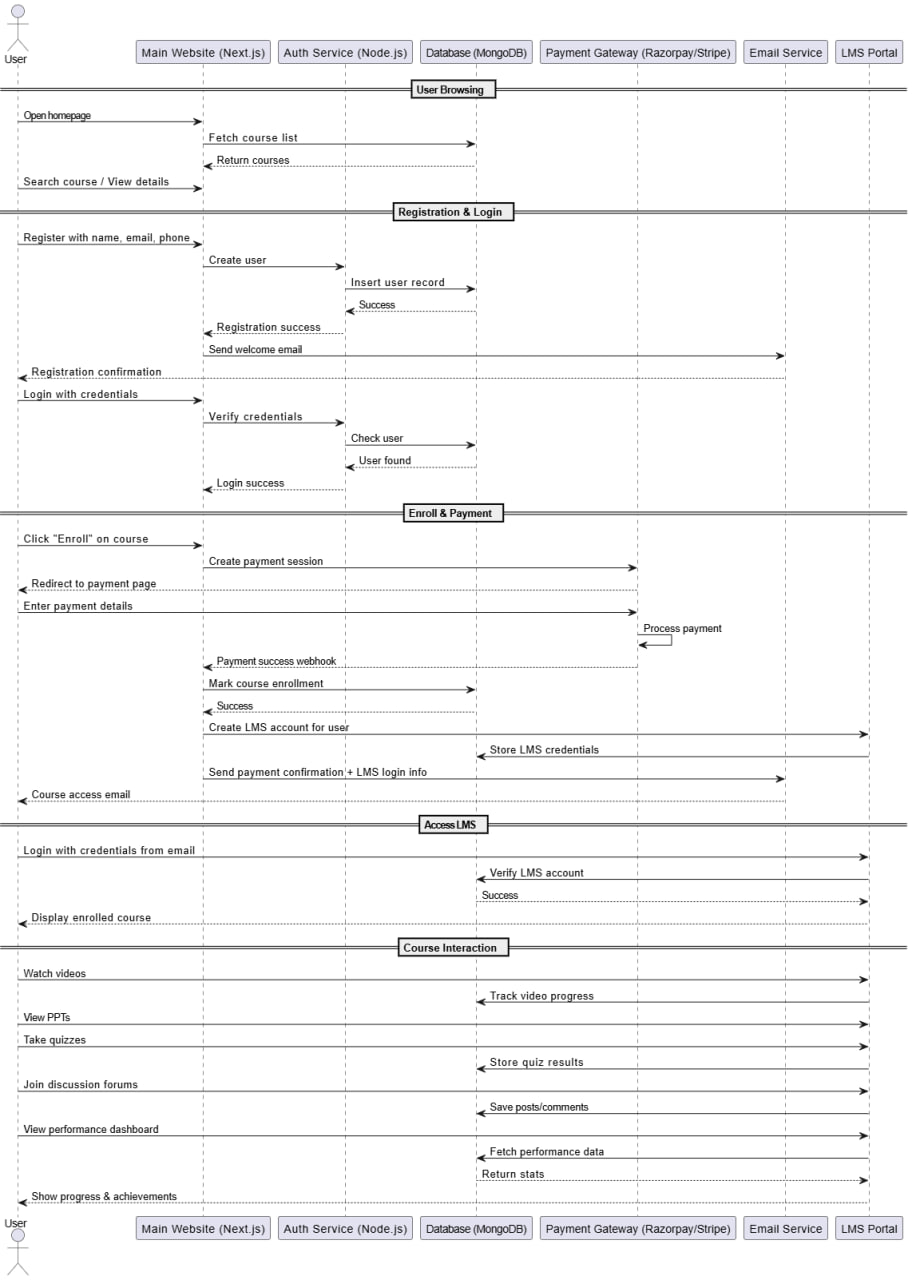 User
Main Website (Next.js)
Auth Service (Node.js)
Database (MongoDB)
Payment Gateway (Razorpay/Stripe)
Email Service
LMS Portal
User Browsing
Open homepage
Fetch course list
Return courses
Search course / View details
Registration & Login
Register with name, email, phone
Create user
Insert user record
Success
Registration success
Send welcome email
Registration confirmation
Login with credentials
Verify credentials
Check user
User found
Login success
Enroll & Payment
Click "Enroll" on course
Create payment session
Redirect to payment page
Enter payment details
Process payment
Payment success webhook
Mark course enrollment
Success
Create LMS account for user
Store LMS credentials
Send payment confirmation + LMS login info
Course access email
Access LMS
Login with credentials from email
Verify LMS account
Success
Display enrolled course
Course Interaction
Watch videos
Track video progress
View PPTs
Take quizzes
Store quiz results
Join discussion forums
Save posts/comments
View performance dashboard
Fetch performance data
Return stats
Show progress & achievements
User
Main Website (Next.js)
Auth Service (Node.js)
Database (MongoDB)
Payment Gateway (Razorpay/Stripe)
Email Service
LMS Portal